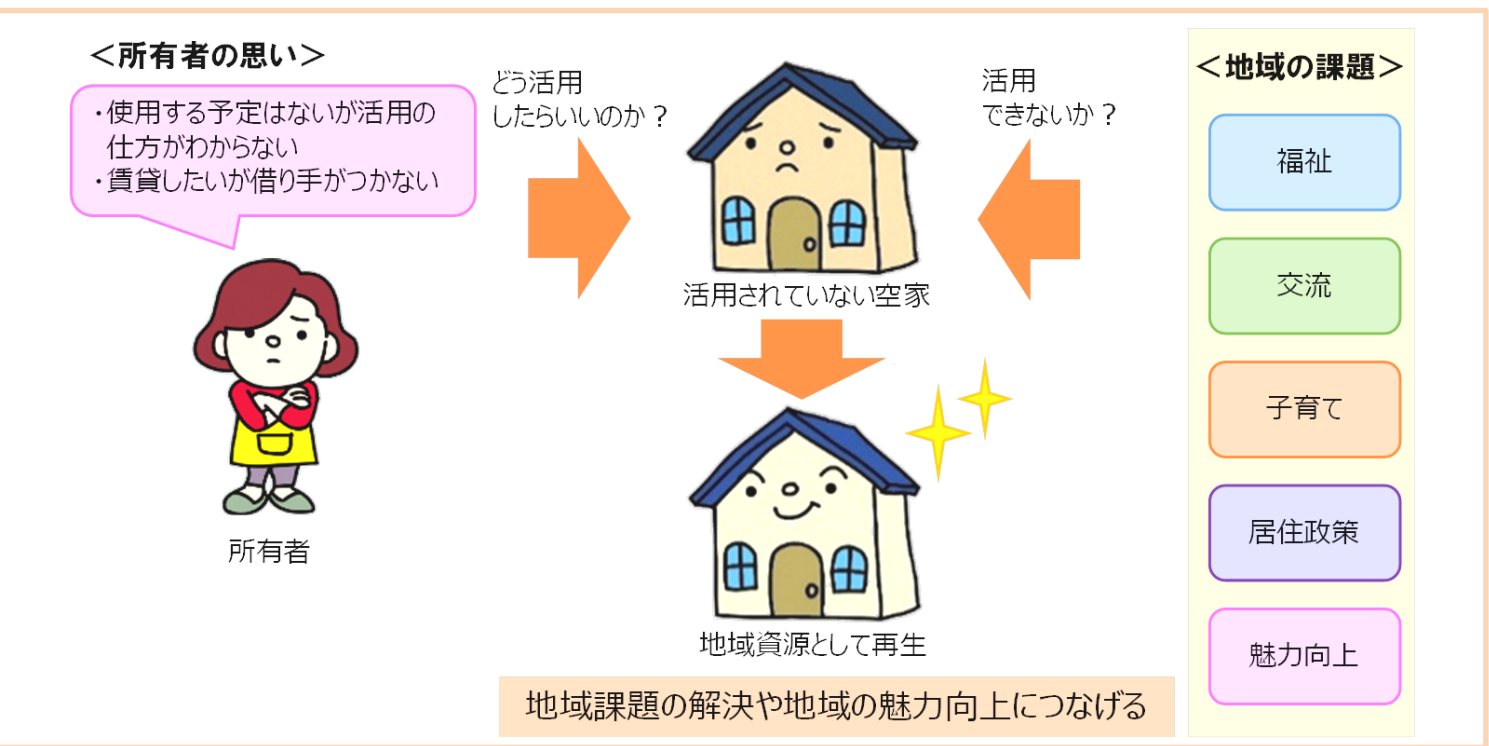 ＜所有者の思い＞
・使用する予定はないが活用の
仕方がわからない
・賃貸したいが借り手がつかない
所有者
どう活用
したらいいのか？
活用
できないか？
活用されていない空家
地域資源として再生
地域課題の解決や地域の魅力向上につなげる
＜地域の課題＞
福祉
交流
子育て
居住政策
魅力向上